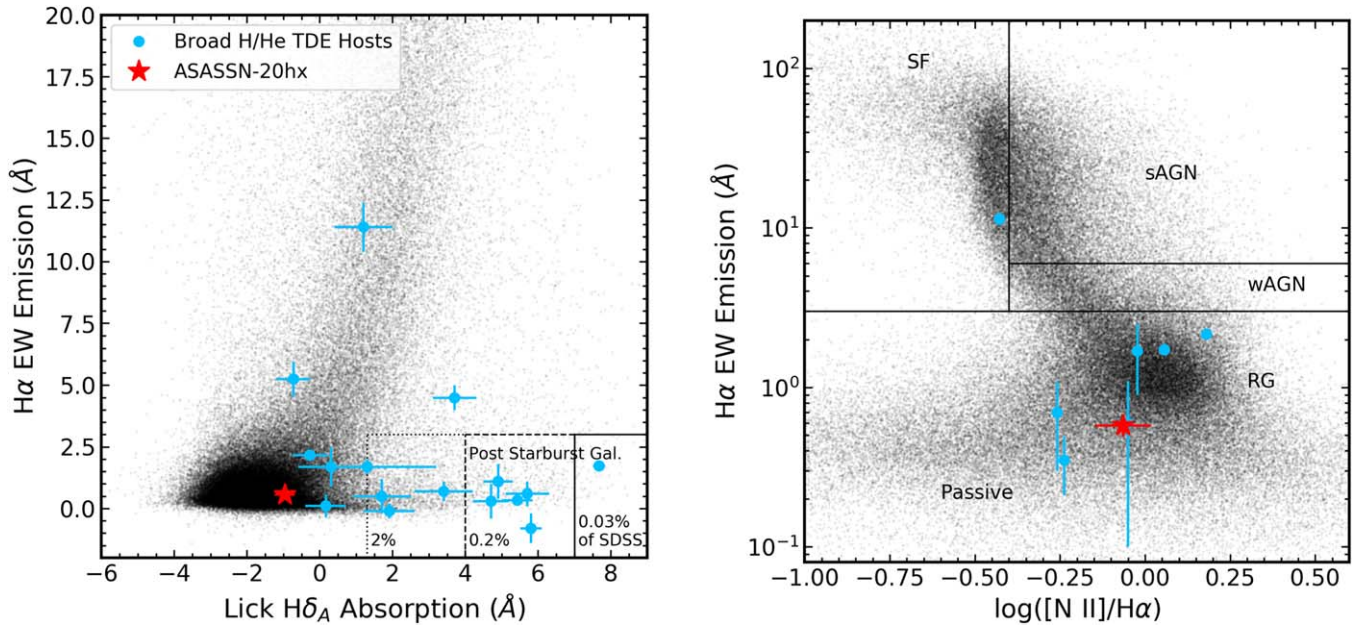 20.0
17.5
15.0
12.5
10.0
7.5
5.0
2.5
0.0
Hα EW Emission (Å)
Broad H/He TDE Hosts
ASASSN-20hx
Post Starburst Gal.
2%
0.2%
0.03%
of SDSS
−6
−4
−2
0
2
4
6
8
Lick Hδ_A Absorption (Å)
10²
10¹
10⁰
10⁻¹
Hα EW Emission (Å)
SF
sAGN
wAGN
RG
Passive
−1.00
−0.75
−0.50
−0.25
0.00
0.25
0.50
log([N II]/Hα)